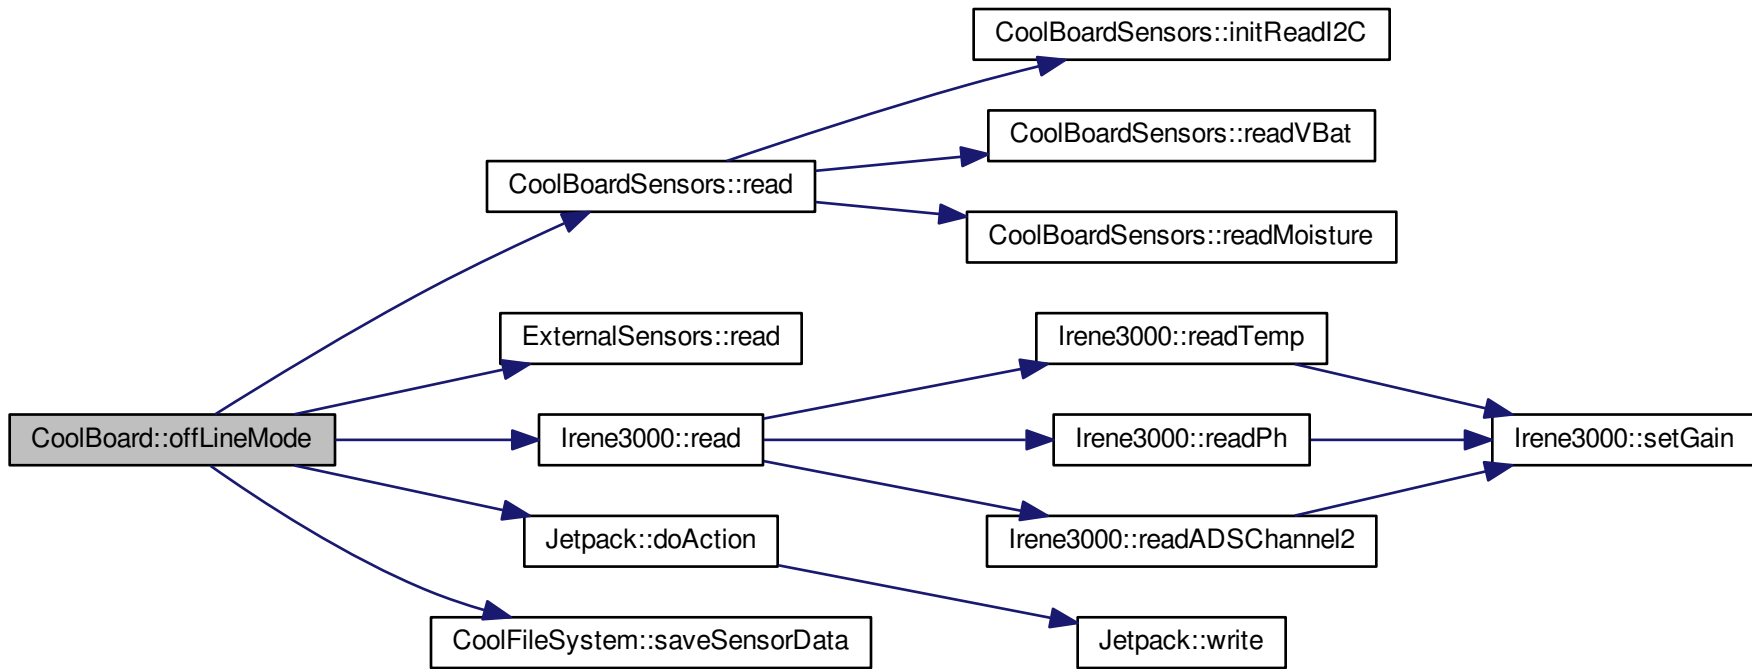 CoolBoardSensors::initReadI2C
CoolBoardSensors::readVBat
CoolBoardSensors::read
CoolBoardSensors::readMoisture
ExternalSensors::read
Irene3000::readTemp
CoolBoard::offLineMode
Irene3000::read
Irene3000::readPh
Irene3000::setGain
Jetpack::doAction
Irene3000::readADSChannel2
CoolFileSystem::saveSensorData
Jetpack::write